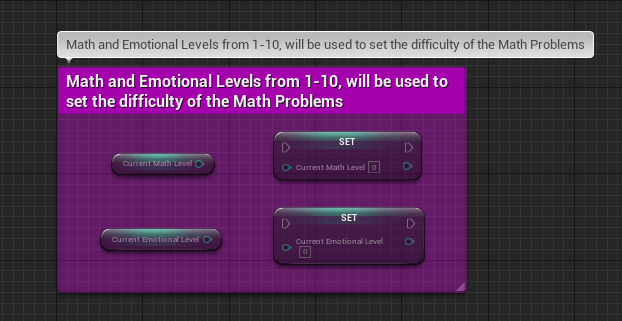 Math and Emotional Levels from 1-10, will be used to set the difficulty of the Math Problems
Math and Emotional Levels from 1-10, will be used to
set the difficulty of the Math Problems
SET
Current Math Level
Current Math Level 0
SET
Current Emotional Level
Current Emotional Level
0